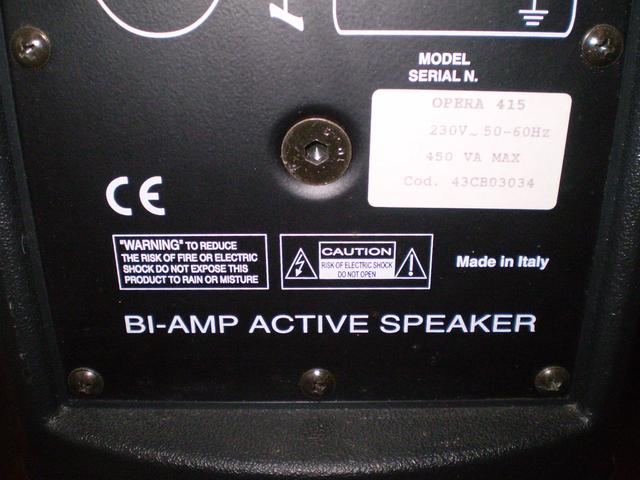 MODEL
SERIAL N.
OPERA 415
230V~ 50-60Hz
450 VA MAX
Cod. 43CB03034
CE
"WARNING" TO REDUCE
THE RISK OF FIRE OR ELECTRIC
SHOCK DO NOT EXPOSE THIS
PRODUCT TO RAIN OR MISTURE
CAUTION
RISK OF ELECTRIC SHOCK
DO NOT OPEN
Made in Italy
BI-AMP ACTIVE SPEAKER